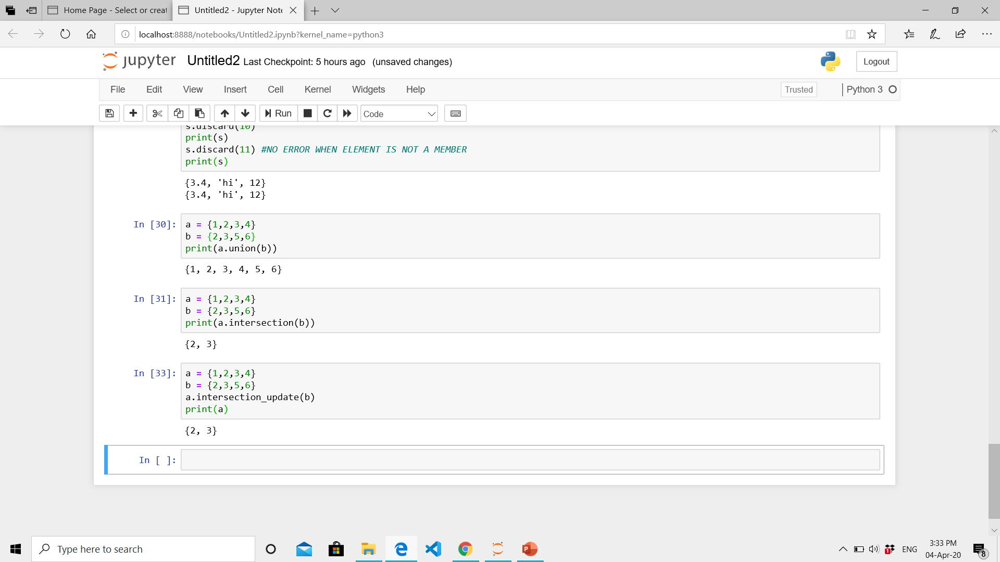 Home Page - Select or creat
Untitled2 - Jupyter Note
localhost:8888/notebooks/Untitled2.ipynb?kernel_name=python3
jupyter Untitled2 Last Checkpoint: 5 hours ago (unsaved changes)
Logout
File Edit View Insert Cell Kernel Widgets Help
Trusted
Python 3
Run
Code
s.discard(10)
print(s)
s.discard(11) #NO ERROR WHEN ELEMENT IS NOT A MEMBER
print(s)
{3.4, 'hi', 12}
{3.4, 'hi', 12}
In [30]:
a = {1,2,3,4}
b = {2,3,5,6}
print(a.union(b))
{1, 2, 3, 4, 5, 6}
In [31]:
a = {1,2,3,4}
b = {2,3,5,6}
print(a.intersection(b))
{2, 3}
In [33]:
a = {1,2,3,4}
b = {2,3,5,6}
a.intersection_update(b)
print(a)
{2, 3}
In [ ]:
Type here to search
P
1
ENG
3:33 PM
04-Apr-20
8